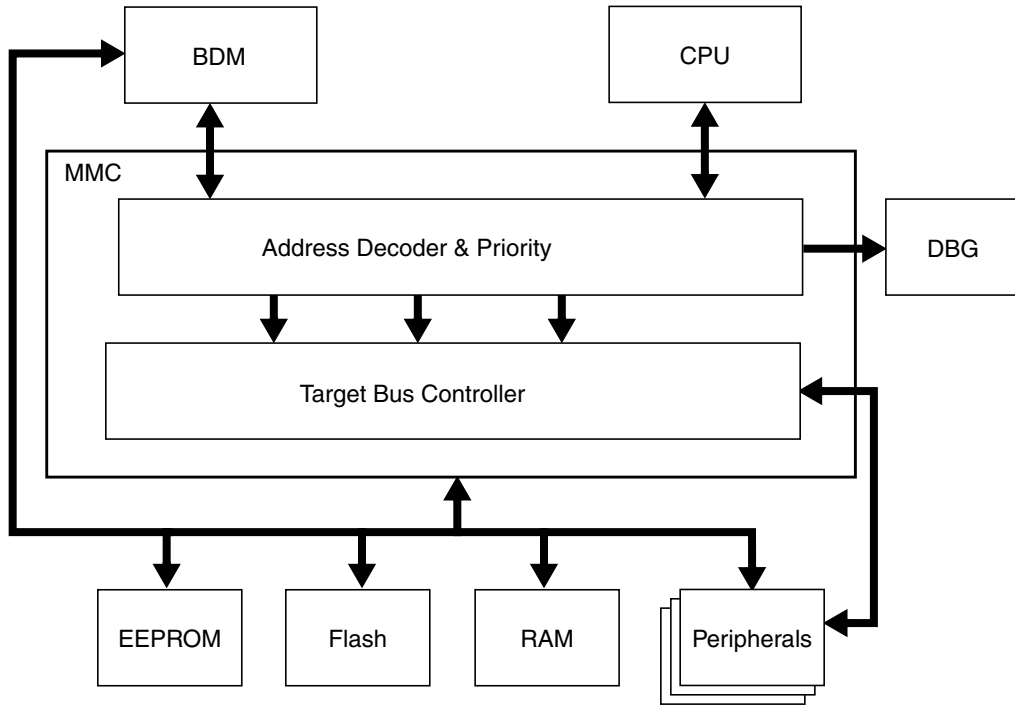 BDM
CPU
MMC
Address Decoder & Priority
DBG
Target Bus Controller
EEPROM
Flash
RAM
Peripherals